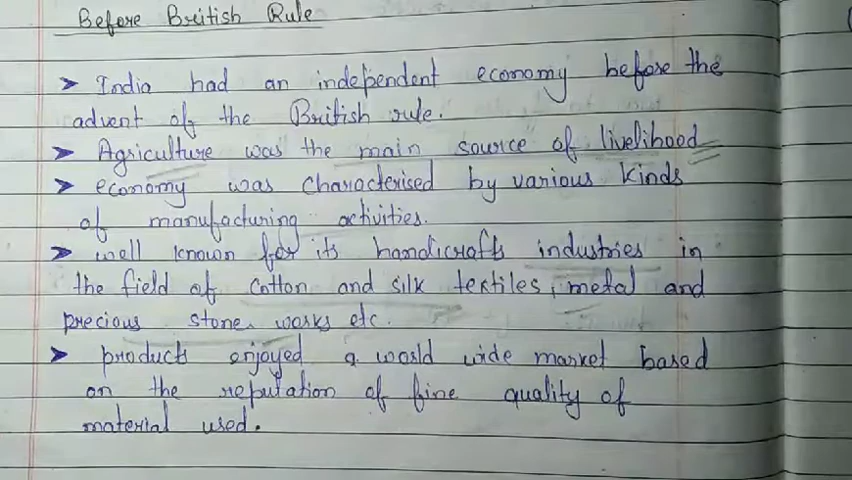 Before British Rule
➤ India had an independent economy before the
advent of the British rule.
➤ Agriculture was the main source of livelihood
➤ economy was characterised by various kinds
of manufacturing activities.
➤ well known for its handicrafts industries in
the field of cotton and silk textiles, metal and
precious stone works etc.
➤ products enjoyed a world wide market based
on the reputation of fine quality of
material used.